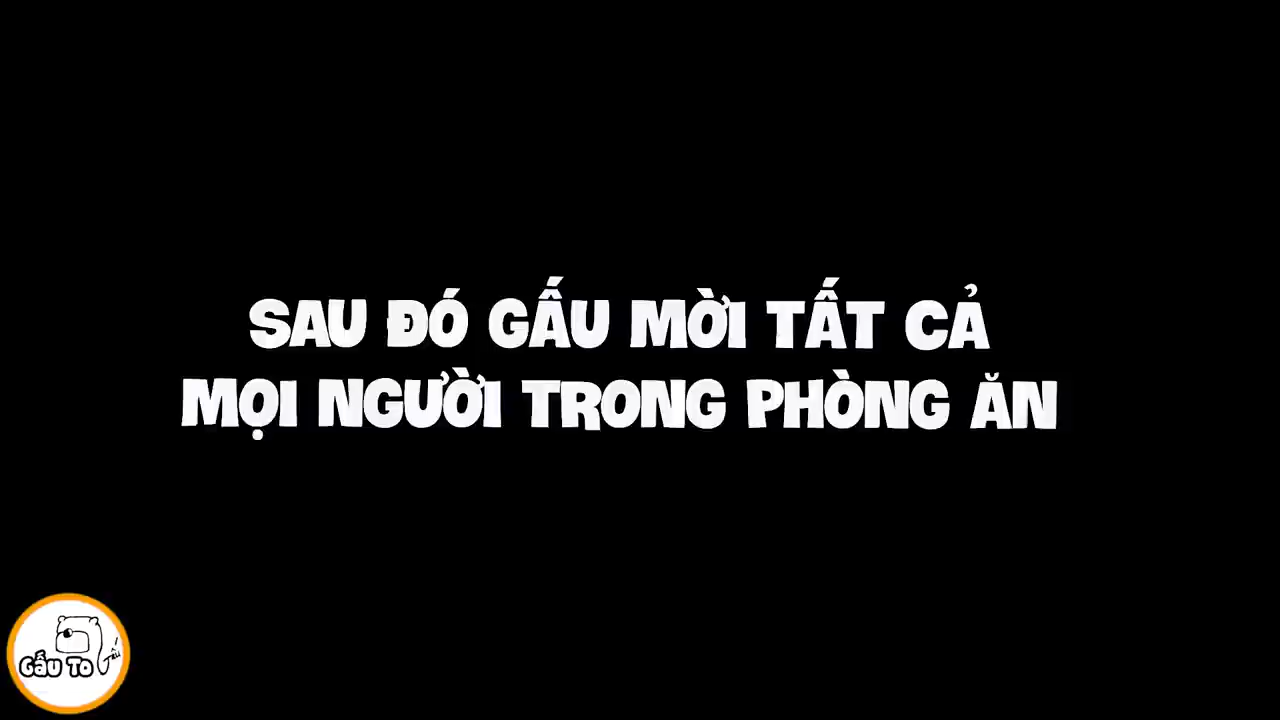 SAU ĐÓ GẤU MỜI TẤT CẢ
MỌI NGƯỜI TRONG PHÒNG ĂN
Gấu To